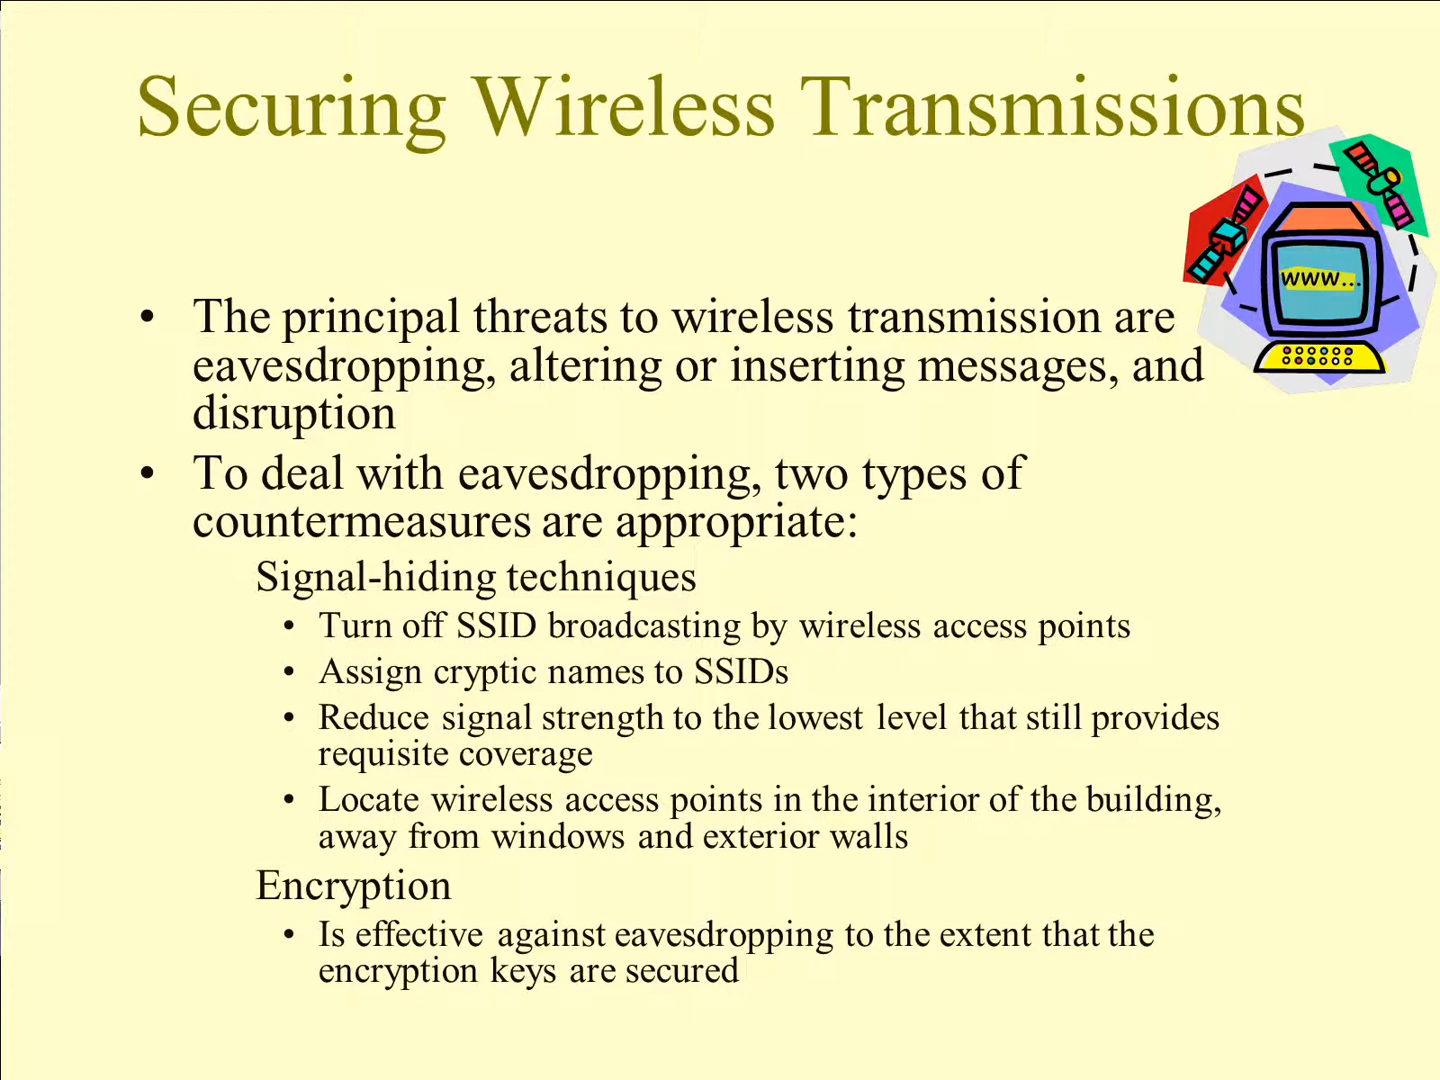 Securing Wireless Transmissions
www...
• The principal threats to wireless transmission are
eavesdropping, altering or inserting messages, and
disruption
• To deal with eavesdropping, two types of
countermeasures are appropriate:
Signal-hiding techniques
• Turn off SSID broadcasting by wireless access points
• Assign cryptic names to SSIDs
• Reduce signal strength to the lowest level that still provides
requisite coverage
• Locate wireless access points in the interior of the building,
away from windows and exterior walls
Encryption
• Is effective against eavesdropping to the extent that the
encryption keys are secured